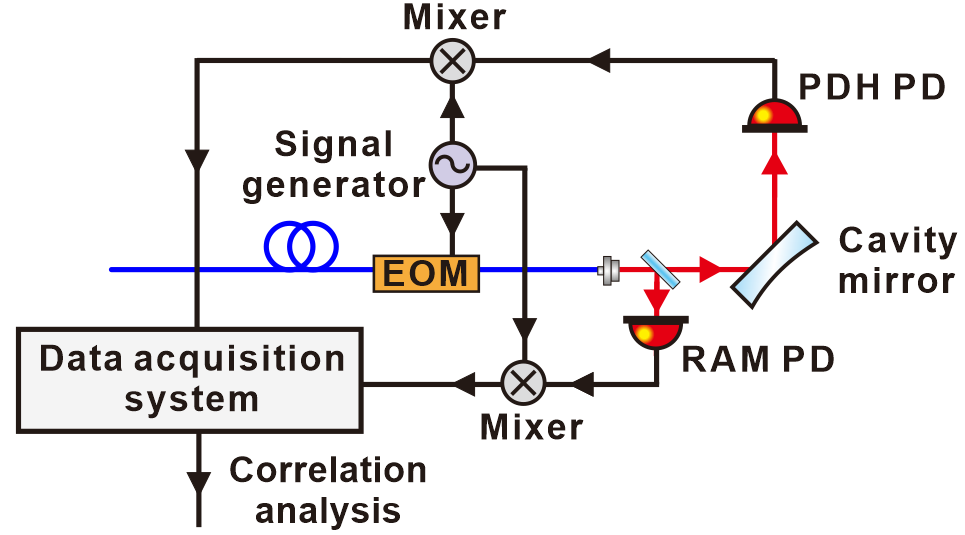 Mixer
PDH PD
Signal
generator
Cavity
mirror
EOM
Data acquisition
system
RAM PD
Mixer
Correlation
analysis